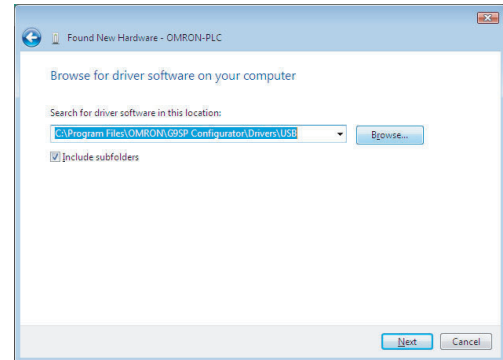 Found New Hardware - OMRON-PLC
Browse for driver software on your computer
Search for driver software in this location:
C:\Program Files\OMRON\G9SP Configurator\Drivers\USB
Browse...
Include subfolders
Next
Cancel